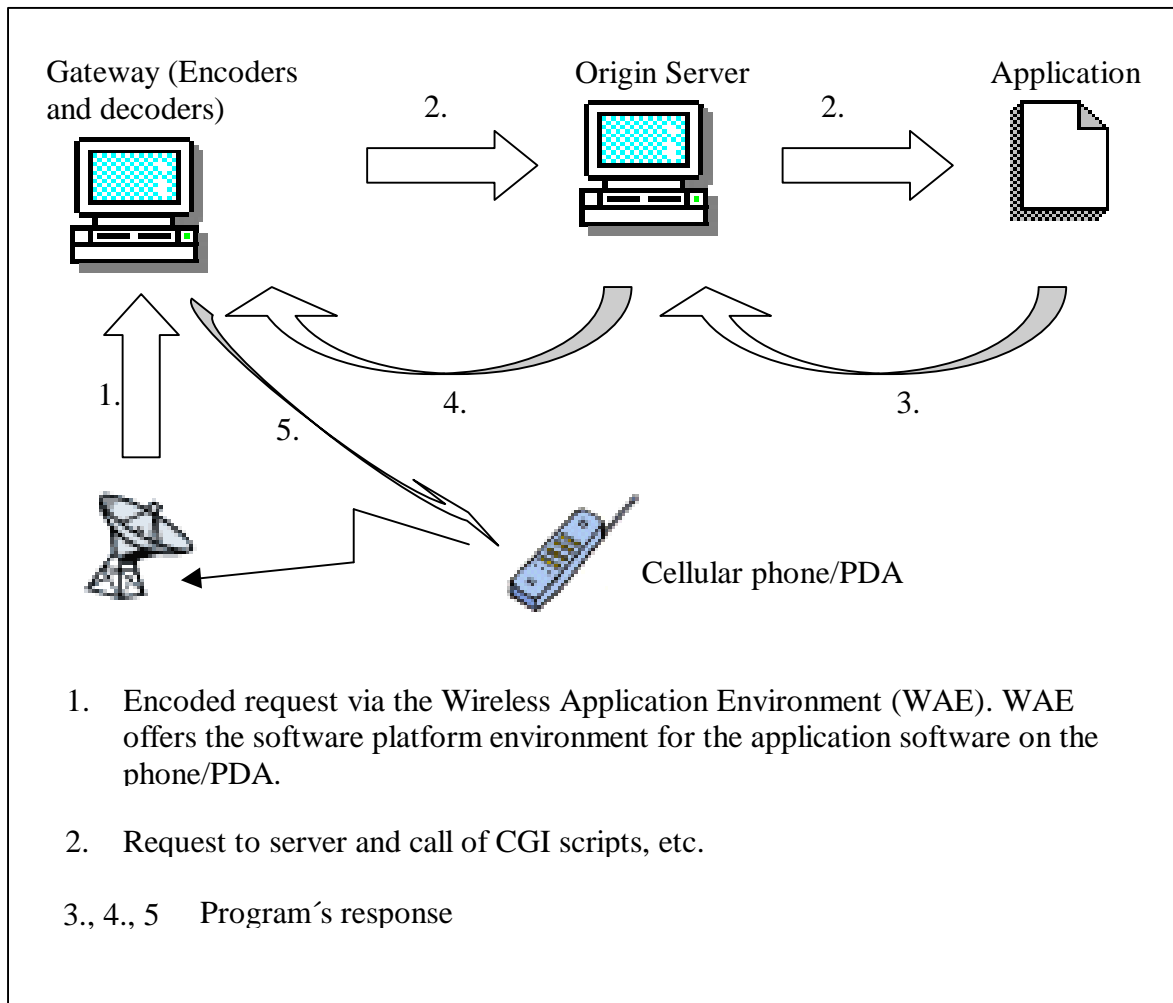 Gateway (Encoders
and decoders)
Origin Server
Application
2.
2.
1.
4.
3.
5.
Cellular phone/PDA
1. Encoded request via the Wireless Application Environment (WAE). WAE
offers the software platform environment for the application software on the
phone/PDA.
2. Request to server and call of CGI scripts, etc.
3., 4., 5 Program´s response